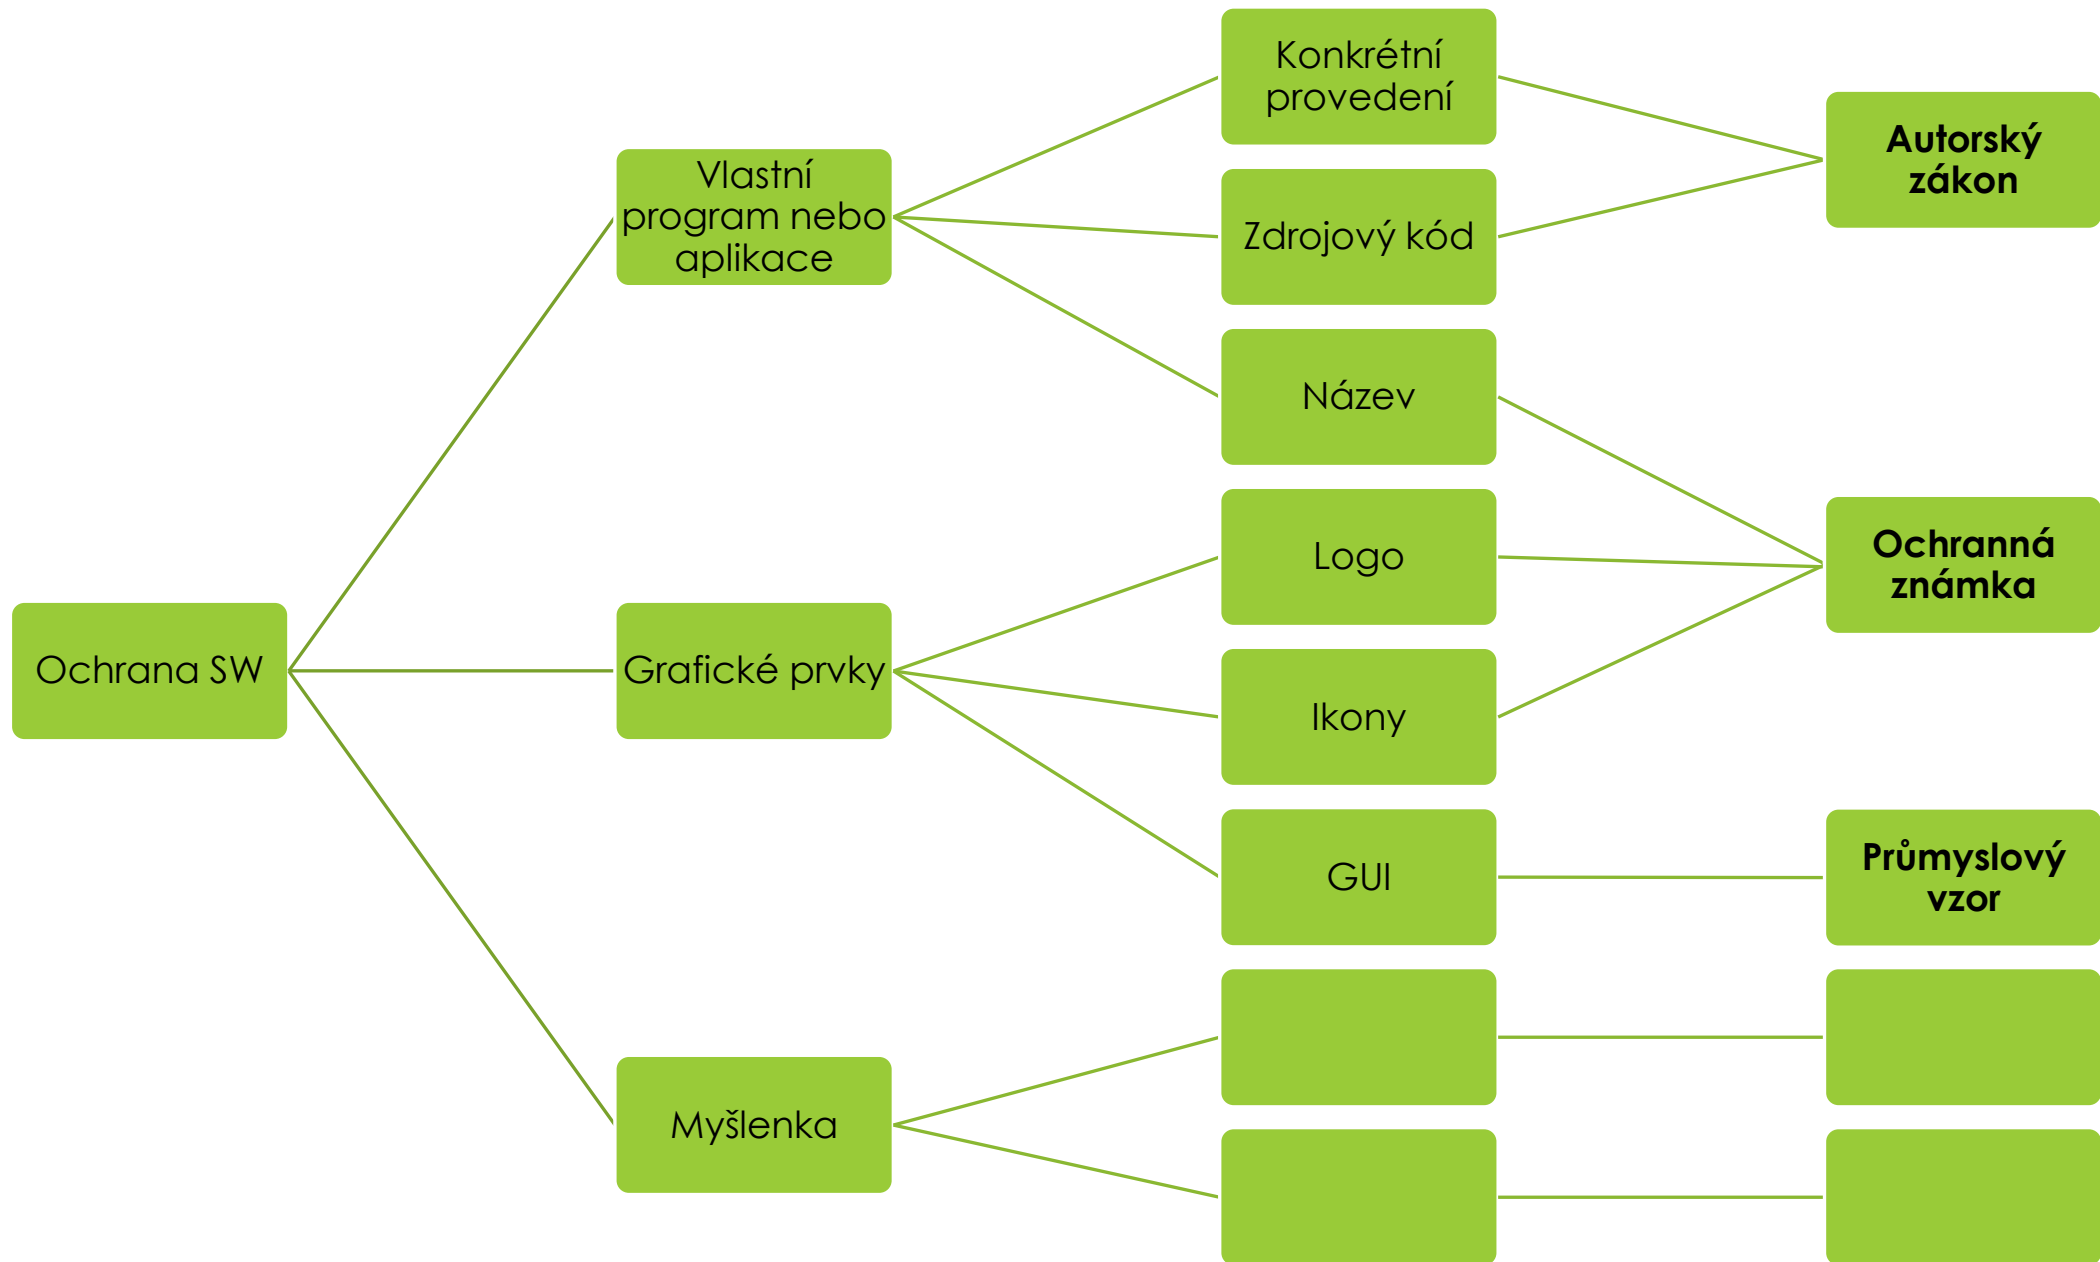 Ochrana SW
Vlastní
program nebo
aplikace
Grafické prvky
Myšlenka
Konkrétní
provedení
Zdrojový kód
Název
Logo
Ikony
GUI
Autorský
zákon
Ochranná
známka
Průmyslový
vzor